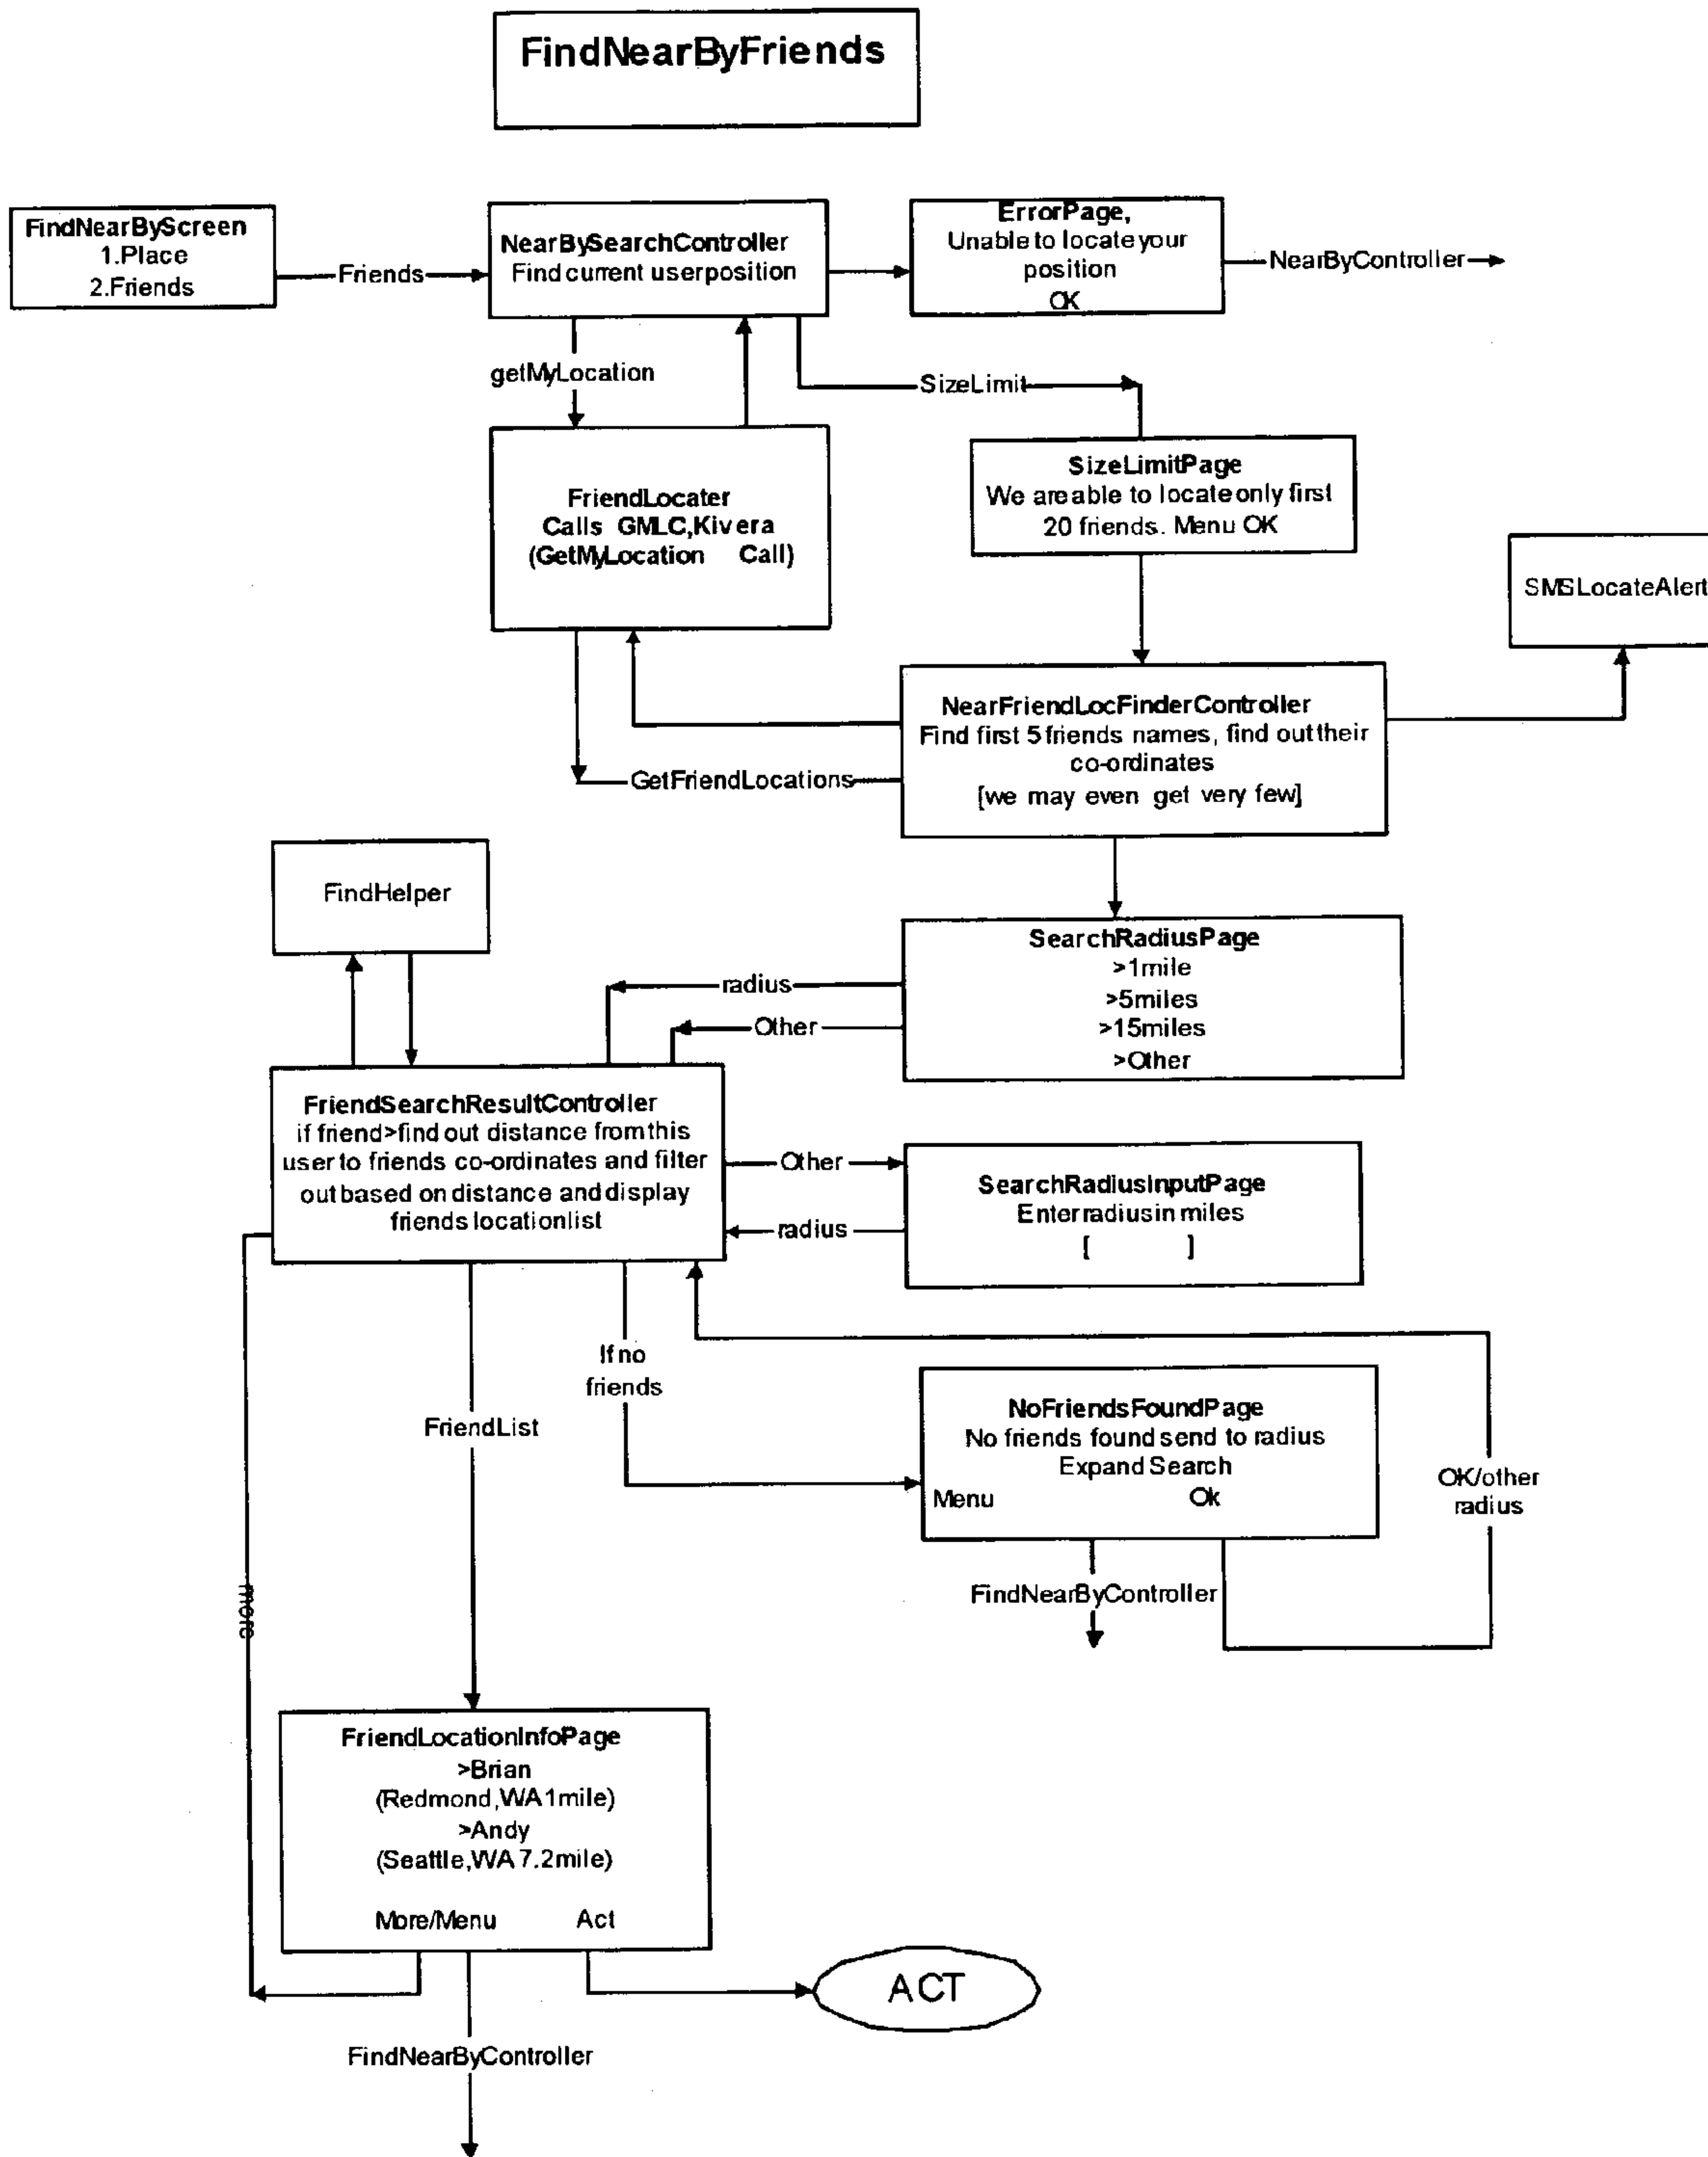 FindNearByFriends
FindNearByScreen
1.Place
2.Friends
Friends
NearBySearchController
Find current user position
ErrorPage,
Unable to locate your
position
OK
NearByController
getMyLocation
SizeLimit
FriendLocater
Calls GMLC,Kivera
(GetMyLocation Call)
SizeLimitPage
We are able to locate only first
20 friends. Menu OK
SMSLocateAlert
NearFriendLocFinderController
Find first 5 friends names, find out their
co-ordinates
[we may even get very few]
GetFriendLocations
FindHelper
SearchRadiusPage
>1mile
>5miles
>15miles
>Other
radius
Other
FriendSearchResultController
if friend>find out distance from this
user to friends co-ordinates and filter
out based on distance and display
friends location list
Other
radius
SearchRadiusInputPage
Enter radius in miles
[ ]
If no
friends
FriendList
NoFriendsFoundPage
No friends found send to radius
Expand Search
Menu Ok
OK/other
radius
FindNearByController
more
FriendLocationInfoPage
>Brian
(Redmond,WA 1mile)
>Andy
(Seattle,WA 7.2mile)
More/Menu Act
ACT
FindNearByController